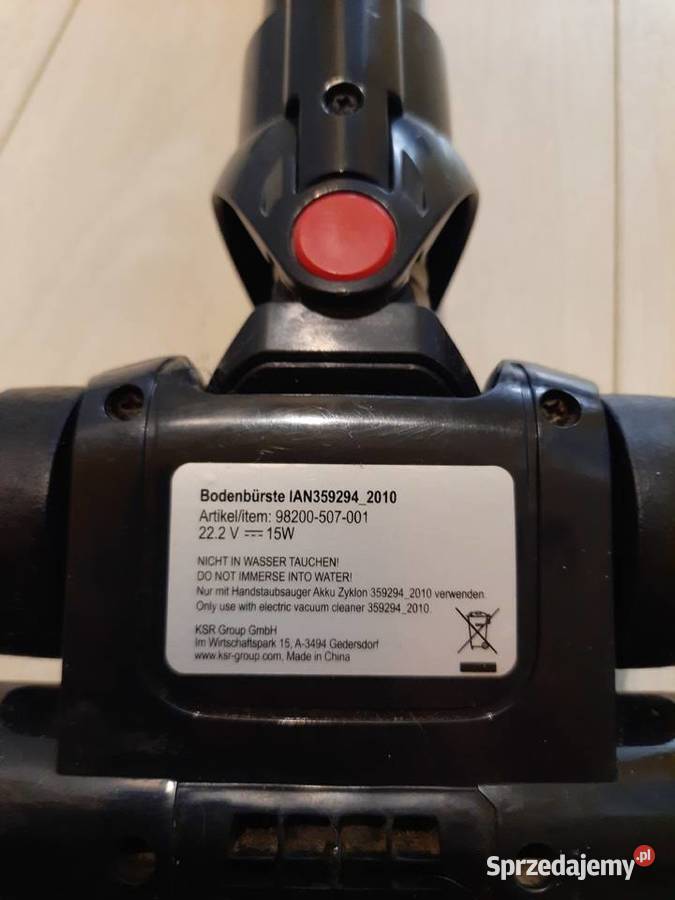 Bodenbürste IAN359294_2010
Artikel/item: 98200-507-001
22.2 V ⎓ 15W
NICHT IN WASSER TAUCHEN!
DO NOT IMMERSE INTO WATER!
Nur mit Handstaubsauger Akku Zyklon 359294_2010 verwenden.
Only use with electric vacuum cleaner 359294_2010.
KSR Group GmbH
Im Wirtschaftspark 15, A-3494 Gedersdorf
www.ksr-group.com, Made in China
Sprzedajemy.pl